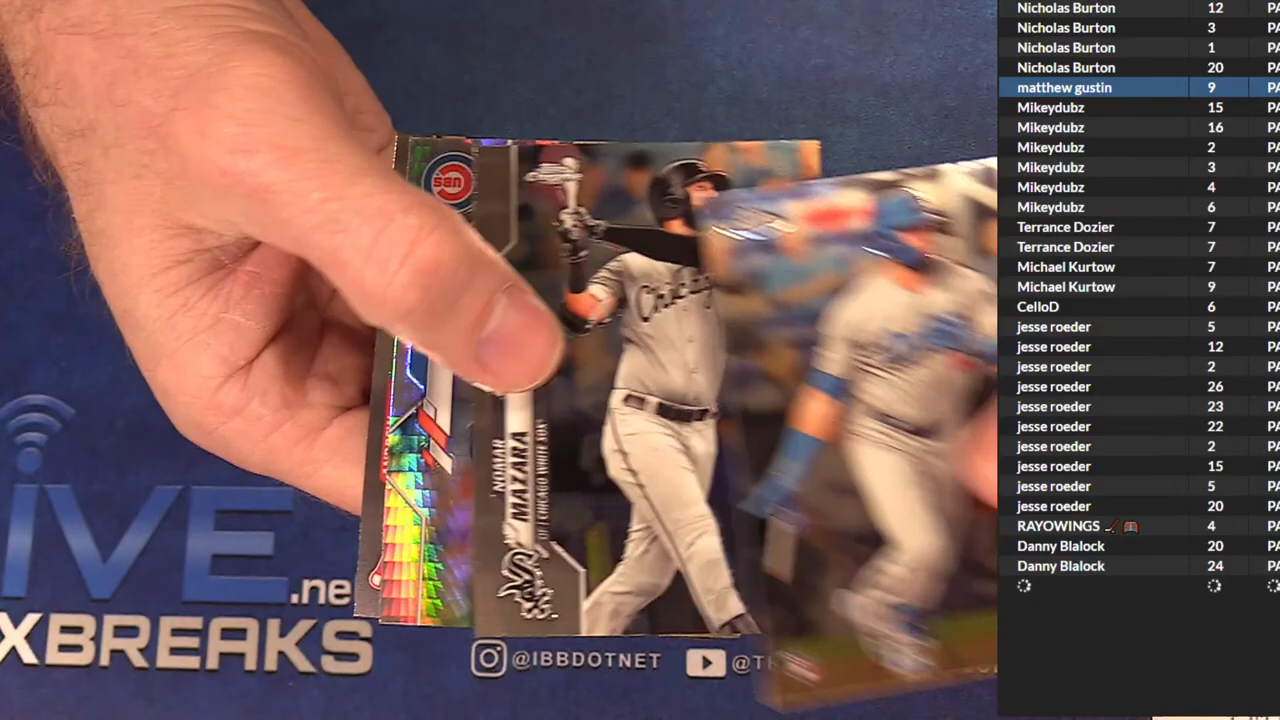 Nicholas Burton 12 PA
Nicholas Burton 3 PA
Nicholas Burton 1 PA
Nicholas Burton 20 PA
matthew gustin 9 PA
Mikeydubz 15 PA
Mikeydubz 16 PA
Mikeydubz 2 PA
Mikeydubz 3 PA
Mikeydubz 4 PA
Mikeydubz 6 PA
Terrance Dozier 7 PA
Terrance Dozier 7 PA
Michael Kurtow 7 PA
Michael Kurtow 9 PA
CelloD 6 PA
jesse roeder 5 PA
jesse roeder 12 PA
jesse roeder 2 PA
jesse roeder 26 PA
jesse roeder 23 PA
jesse roeder 22 PA
jesse roeder 2 PA
jesse roeder 15 PA
jesse roeder 5 PA
jesse roeder 20 PA
RAYOWINGS 4 PA
Danny Blalock 20 PA
Danny Blalock 24 PA
UBS
Chicago
NOMAR
MAZARA
OF | CHICAGO WHITE SOX
Sox
iVE.ne
XBREAKS
@IBBDOTNET @T